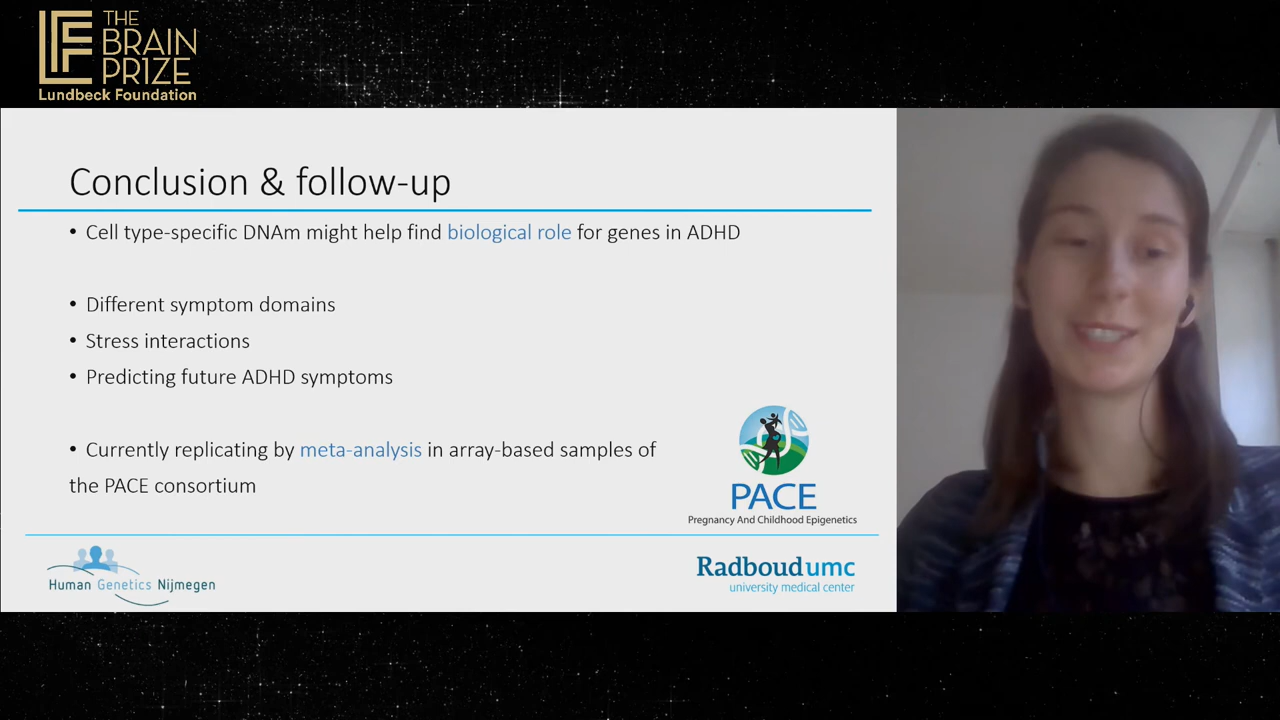 THE
BRAIN
PRIZE
Lundbeck Foundation
Conclusion & follow-up
• Cell type-specific DNAm might help find biological role for genes in ADHD
• Different symptom domains
• Stress interactions
• Predicting future ADHD symptoms
• Currently replicating by meta-analysis in array-based samples of
the PACE consortium
PACE
Pregnancy And Childhood Epigenetics
Human Genetics Nijmegen
Radboudumc
university medical center